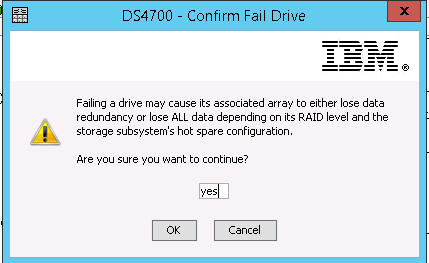 DS4700 - Confirm Fail Drive
x
IBM®
Failing a drive may cause its associated array to either lose data
redundancy or lose ALL data depending on its RAID level and the
storage subsystem's hot spare configuration.
Are you sure you want to continue?
yes
OK Cancel